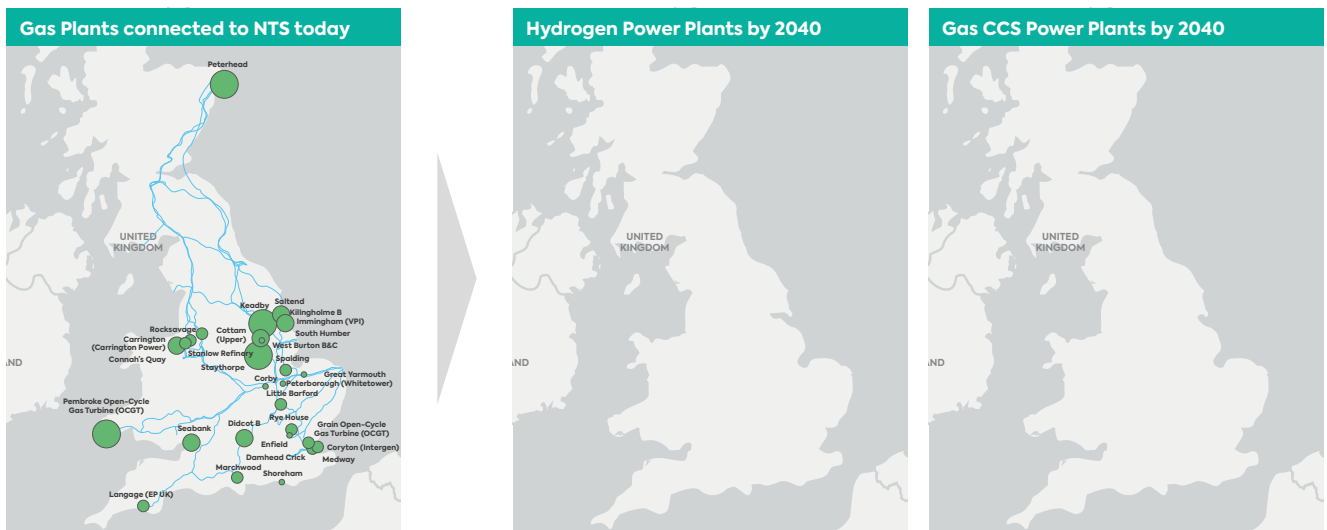 Gas Plants connected to NTS today
Hydrogen Power Plants by 2040
Gas CCS Power Plants by 2040
Peterhead
UNITED
KINGDOM
Saltend
Keadby
Killingholme B
Immingham (VPI)
Rocksavage
Cottam
(Upper)
South Humber
Carrington
(Carrington Power)
West Burton B&C
Stanlow Refinery
Connah's Quay
Spalding
Staythorpe
Great Yarmouth
Corby
Peterborough (Whitetower)
Little Barford
Pembroke Open-Cycle
Gas Turbine (OCGT)
Rye House
Grain Open-Cycle
Gas Turbine (OCGT)
Seabank
Didcot B
Enfield
Coryton (Intergen)
Damhead Crick
Medway
Marchwood
Shoreham
Langage (EP UK)
AND
UNITED
KINGDOM
AND
UNITED
KINGDOM
AND